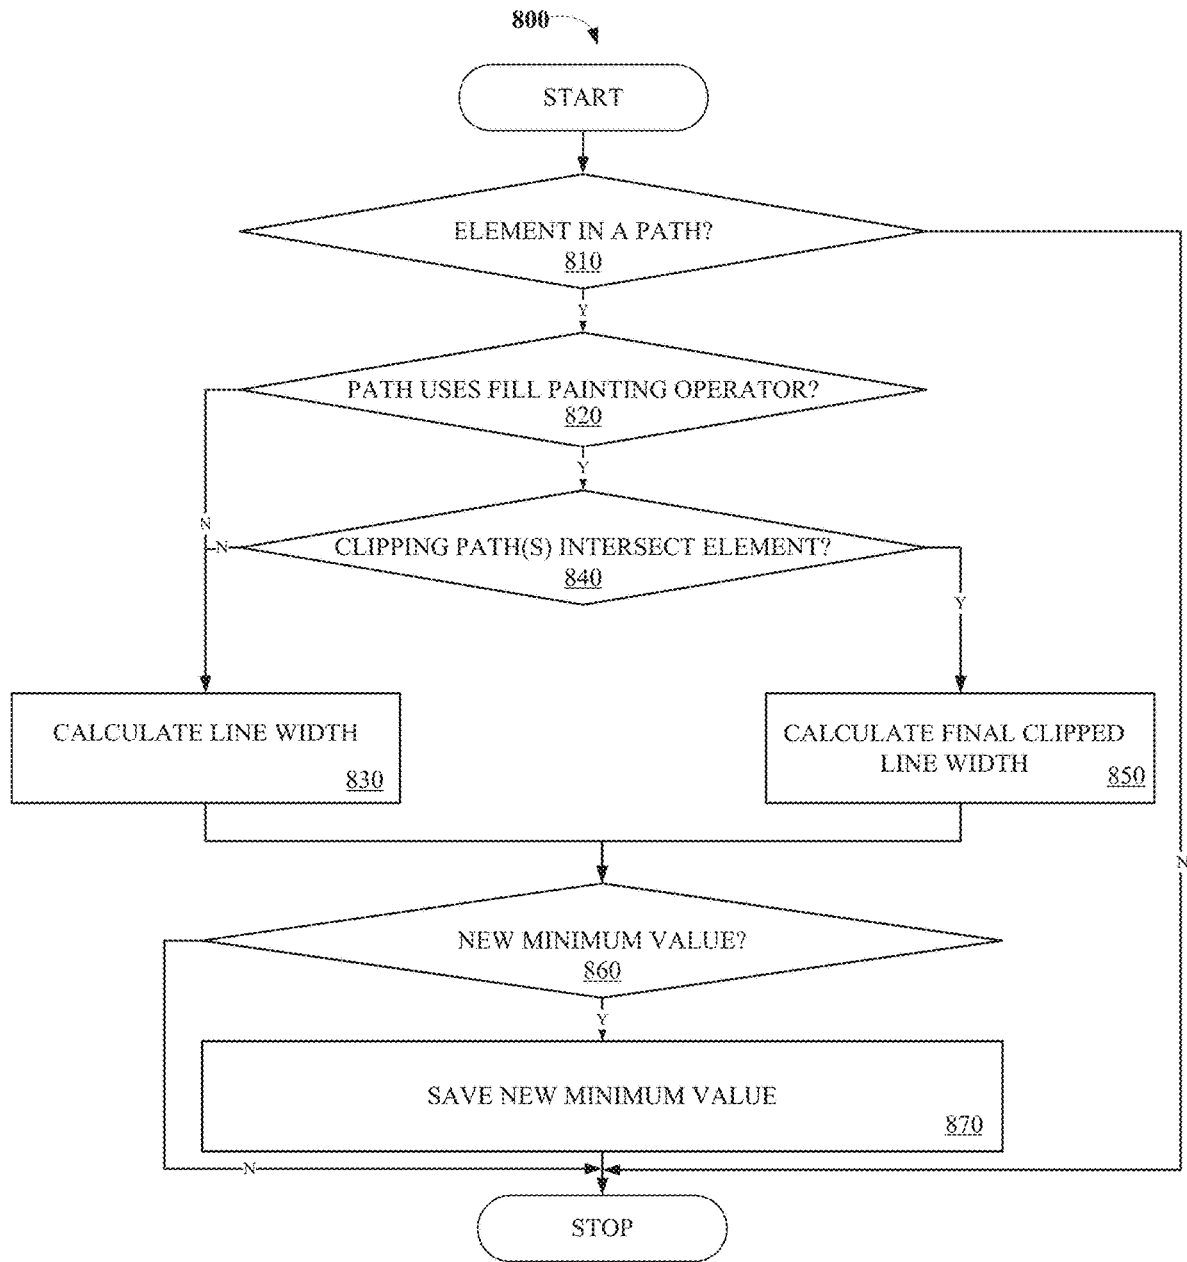 800
START
ELEMENT IN A PATH?
810
Y
PATH USES FILL PAINTING OPERATOR?
820
Y
N
N
CLIPPING PATH(S) INTERSECT ELEMENT?
840
Y
CALCULATE LINE WIDTH
830
CALCULATE FINAL CLIPPED
LINE WIDTH
850
N
NEW MINIMUM VALUE?
860
Y
SAVE NEW MINIMUM VALUE
870
N
STOP